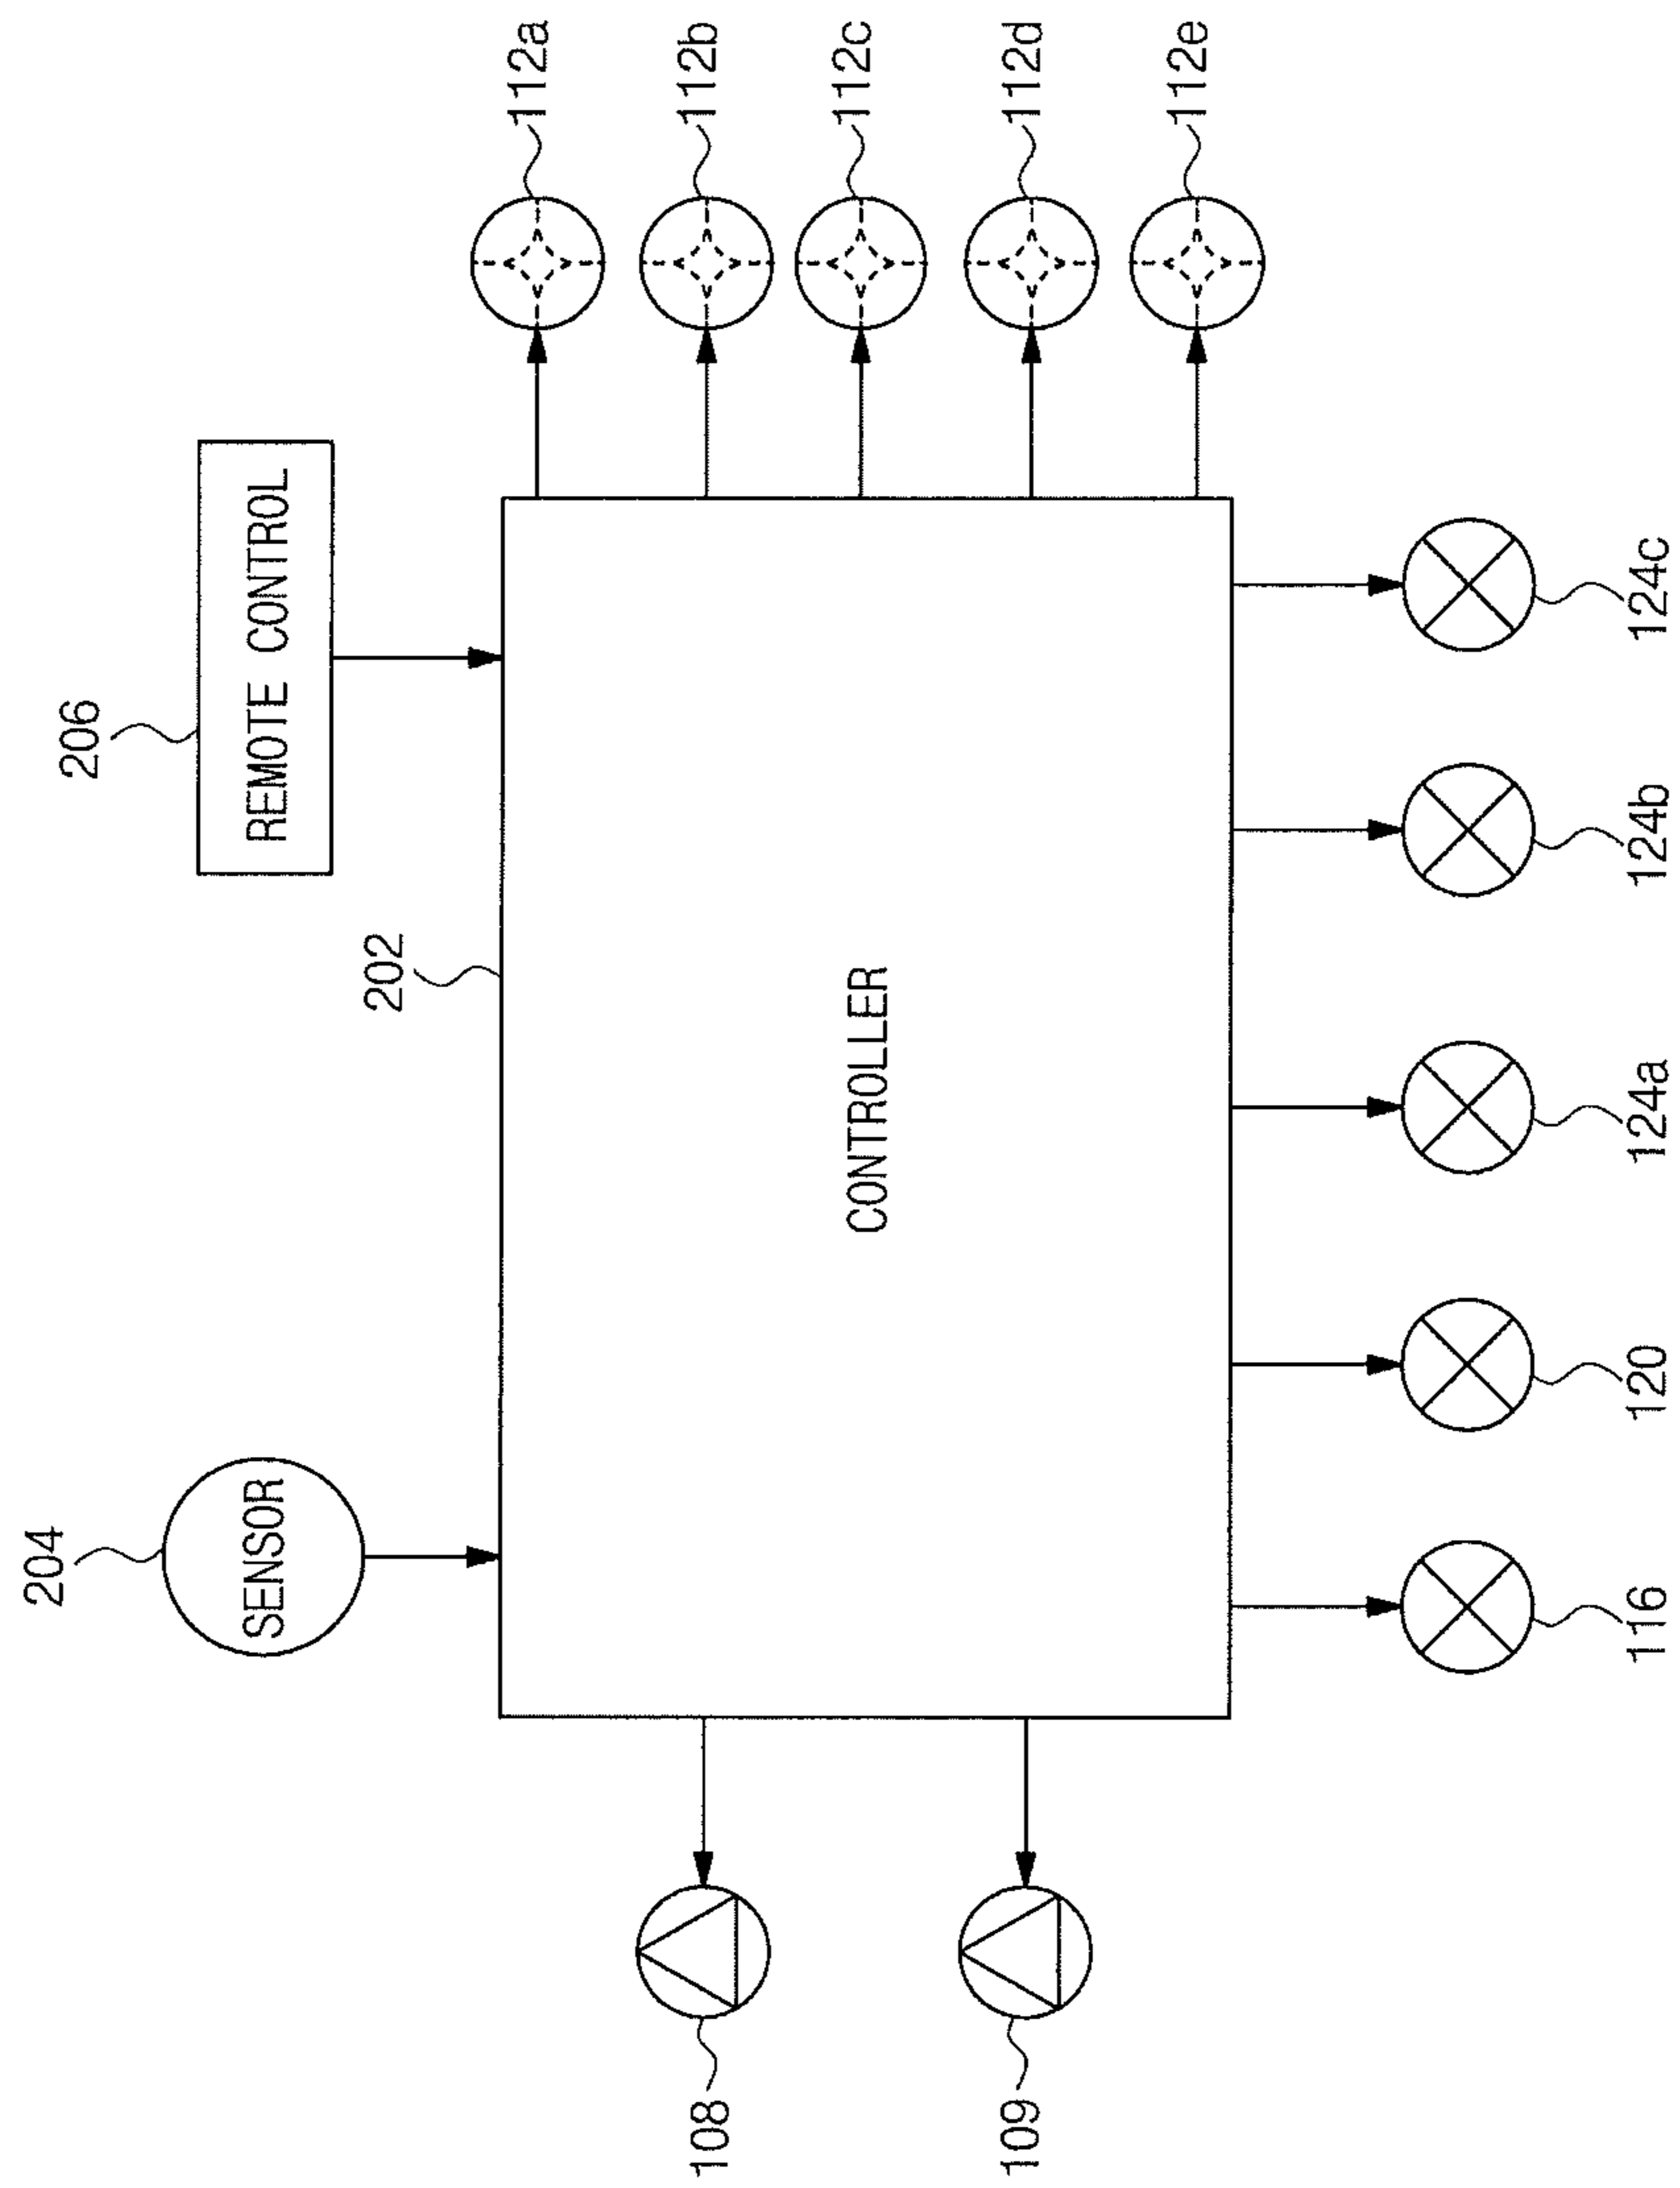 204
206
SENSOR
REMOTE CONTROL
202
112a
108
112b
CONTROLLER
112c
109
112d
112e
116
120
124a
124b
124c